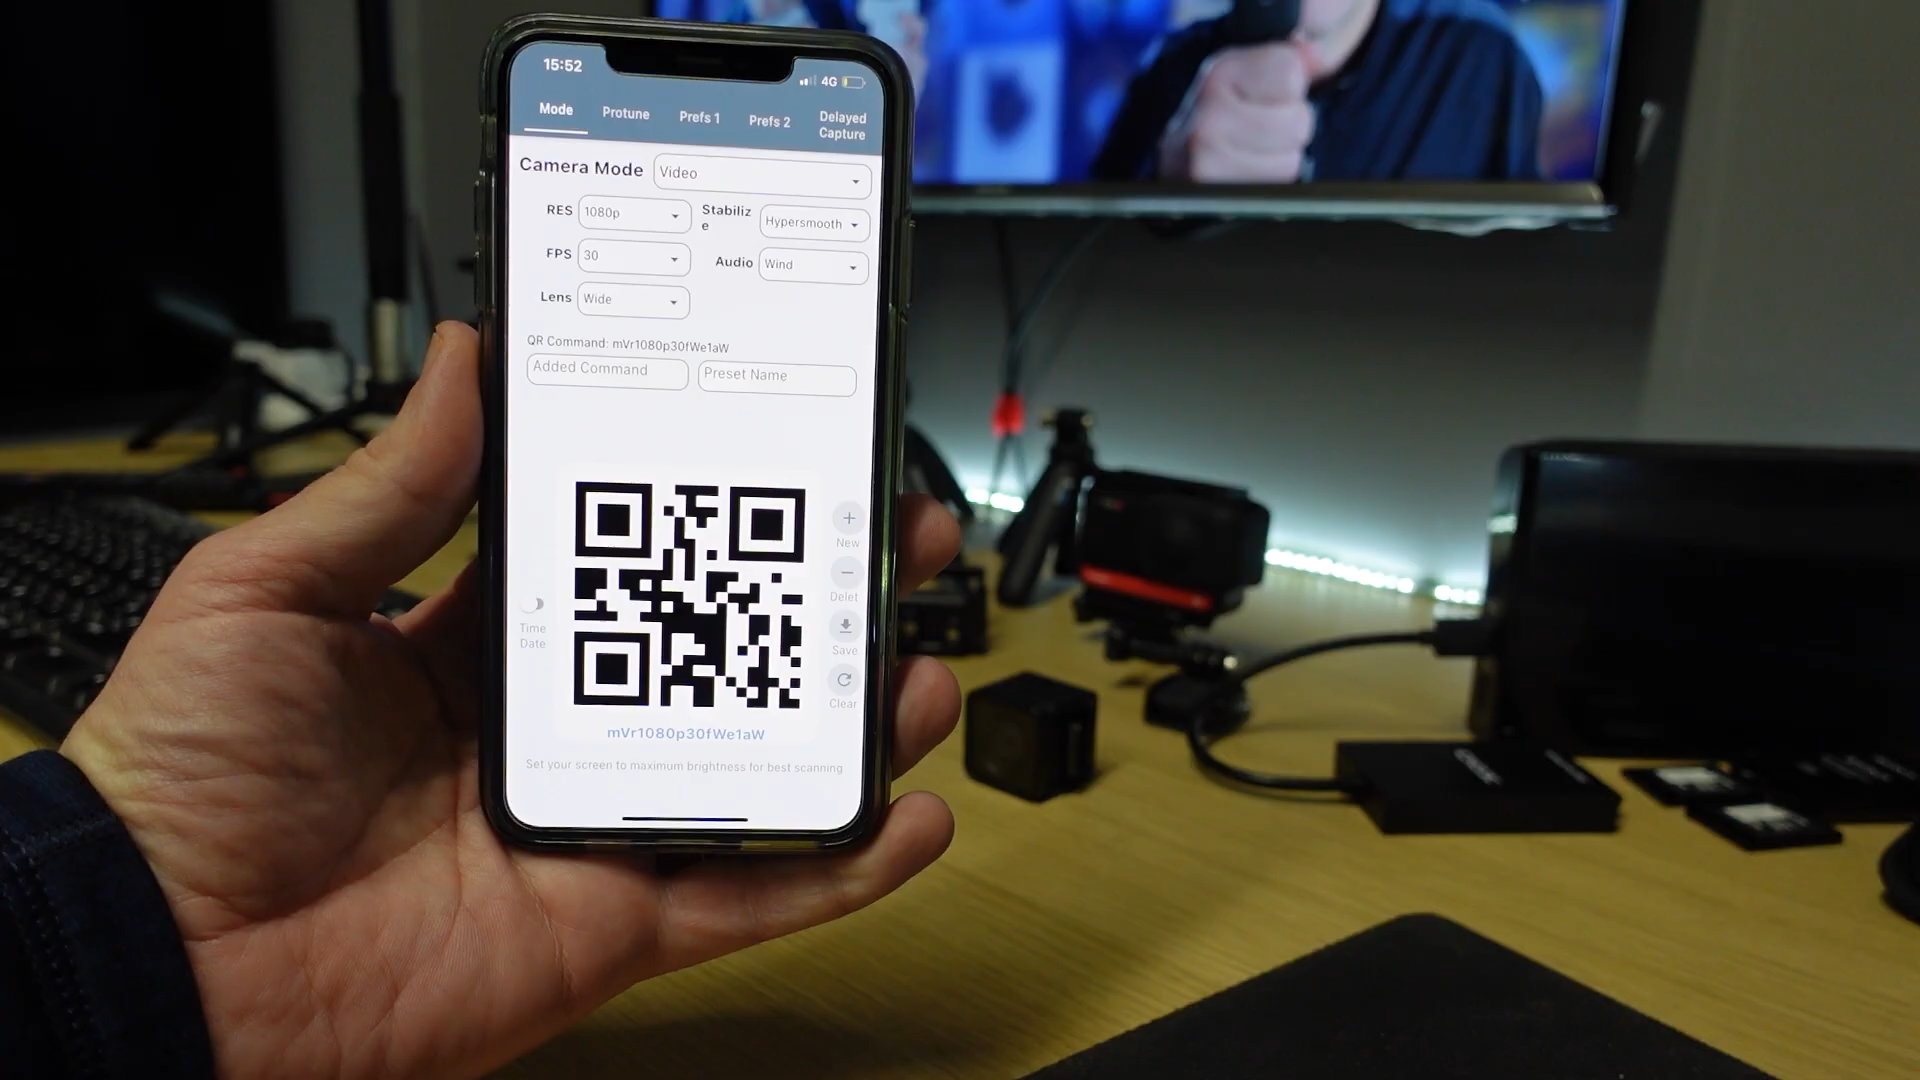 15:52
4G
Mode
Protune
Prefs 1
Prefs 2
Delayed
Capture
Camera Mode
Video
RES
1080p
Stabiliz
e
Hypersmooth
FPS
30
Audio
Wind
Lens
Wide
QR Command: mVr1080p30fWe1aW
Added Command
Preset Name
New
Delet
Time
Date
Save
Clear
mVr1080p30fWe1aW
Set your screen to maximum brightness for best scanning